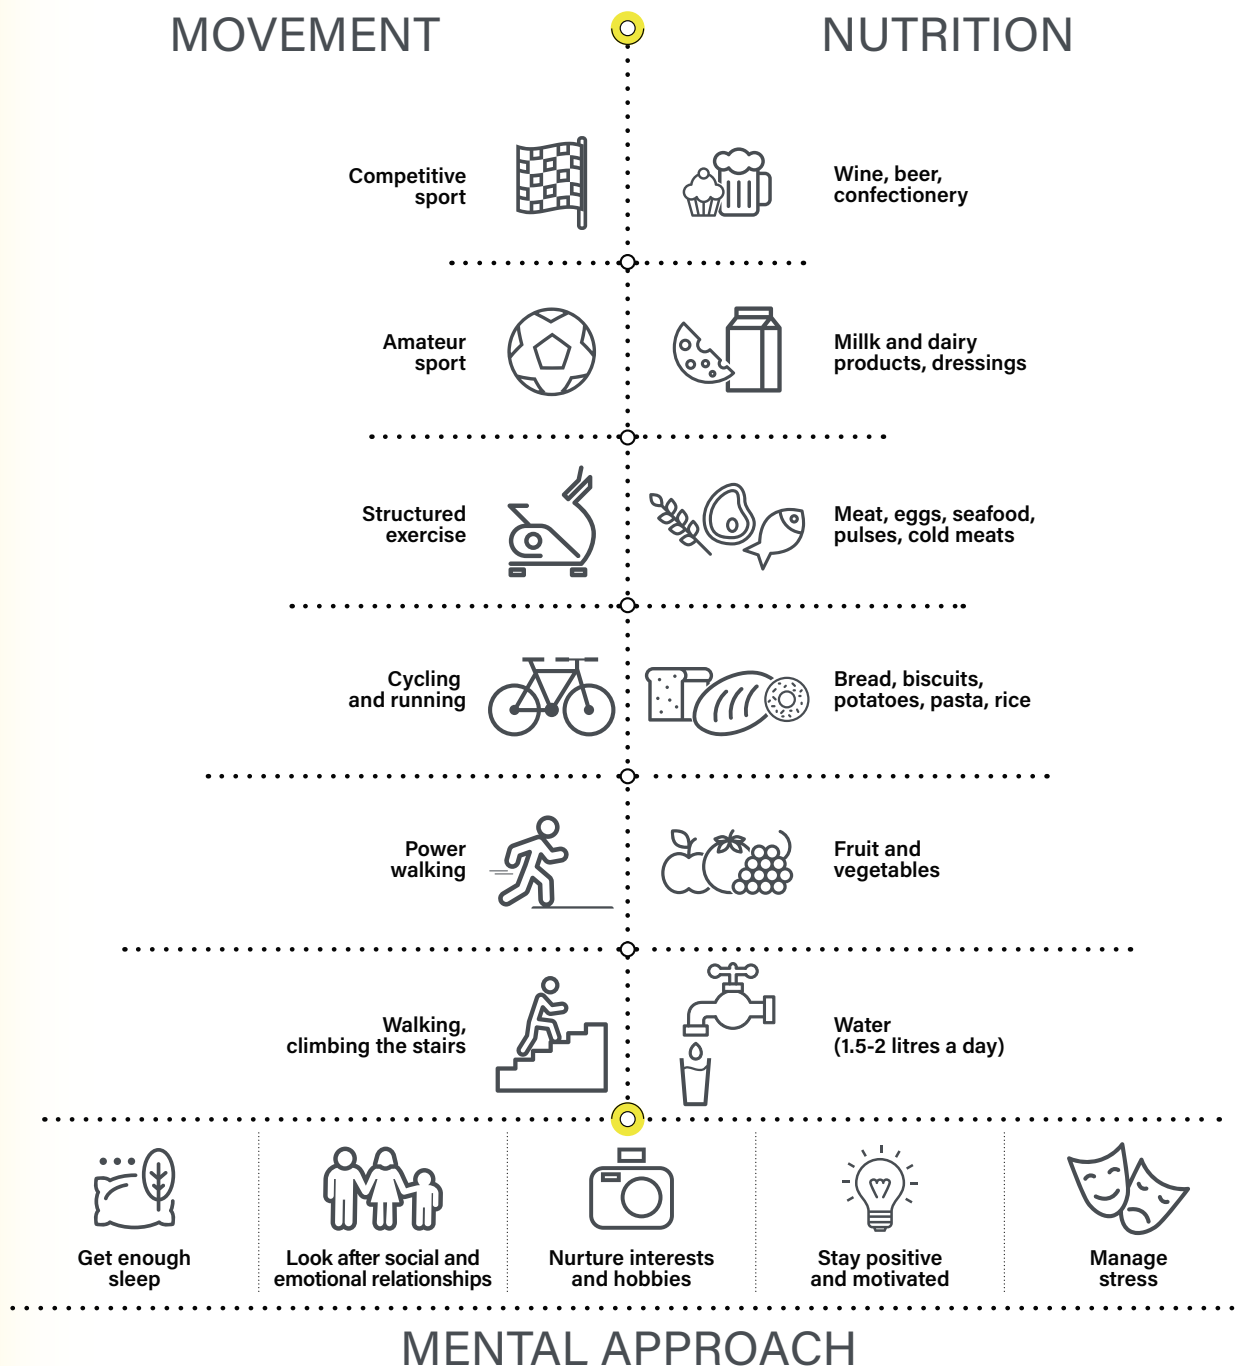 MOVEMENT
NUTRITION
Competitive
sport
Wine, beer,
confectionery
Amateur
sport
Millk and dairy
products, dressings
Structured
exercise
Meat, eggs, seafood,
pulses, cold meats
Cycling
and running
Bread, biscuits,
potatoes, pasta, rice
Power
walking
Fruit and
vegetables
Walking,
climbing the stairs
Water
(1.5-2 litres a day)
Get enough
sleep
Look after social and
emotional relationships
Nurture interests
and hobbies
Stay positive
and motivated
Manage
stress
MENTAL APPROACH